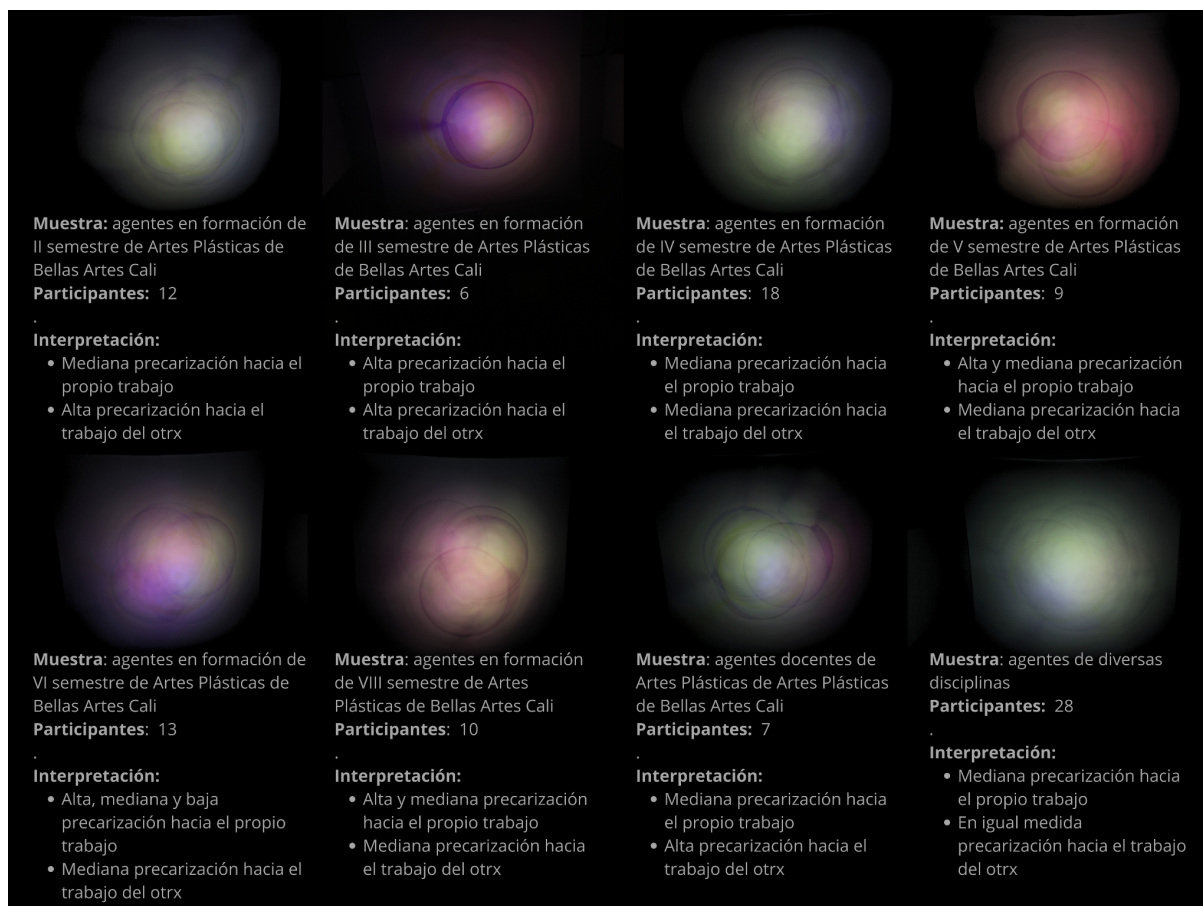 Muestra: agentes en formación de
II semestre de Artes Plásticas de
Bellas Artes Cali
Participantes: 12
.
Interpretación:
• Mediana precarización hacia el
propio trabajo
• Alta precarización hacia el
trabajo del otrx
Muestra: agentes en formación
de III semestre de Artes Plásticas
de Bellas Artes Cali
Participantes: 6
.
Interpretación:
• Alta precarización hacia el
propio trabajo
• Alta precarización hacia el
trabajo del otrx
Muestra: agentes en formación
de IV semestre de Artes Plásticas
de Bellas Artes Cali
Participantes: 18
.
Interpretación:
• Mediana precarización hacia
el propio trabajo
• Mediana precarización hacia
el trabajo del otrx
Muestra: agentes en formación
de V semestre de Artes Plásticas
de Bellas Artes Cali
Participantes: 9
.
Interpretación:
• Alta y mediana precarización
hacia el propio trabajo
• Mediana precarización hacia
el trabajo del otrx
Muestra: agentes en formación de
VI semestre de Artes Plásticas de
Bellas Artes Cali
Participantes: 13
.
Interpretación:
• Alta, mediana y baja
precarización hacia el propio
trabajo
• Mediana precarización hacia el
trabajo del otrx
Muestra: agentes en formación
de VIII semestre de Artes
Plásticas de Bellas Artes Cali
Participantes: 10
.
Interpretación:
• Alta y mediana precarización
hacia el propio trabajo
• Mediana precarización hacia
el trabajo del otrx
Muestra: agentes docentes de
Artes Plásticas de Artes Plásticas
de Bellas Artes Cali
Participantes: 7
.
Interpretación:
• Mediana precarización hacia
el propio trabajo
• Alta precarización hacia el
trabajo del otrx
Muestra: agentes de diversas
disciplinas
Participantes: 28
.
Interpretación:
• Mediana precarización hacia
el propio trabajo
• En igual medida
precarización hacia el trabajo
del otrx